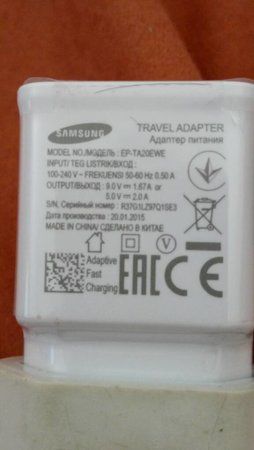 SAMSUNG
TRAVEL ADAPTER
Адаптер питания
MODEL NO./МОДЕЛЬ : EP-TA20EWE
INPUT/ TEG LISTRIK/ВХОД :
100-240 V ~ FREKUENSI 50-60 Hz 0.50 A
OUTPUT/ВЫХОД : 9.0 V ⎓ 1.67A or
5.0 V ⎓ 2.0 A
S/N, Серийный номер : R37G1LZ97Q1SE3
Дата производства : 20.01.2015
MADE IN CHINA/ СДЕЛАНО В КИТАЕ
V
Adaptive
Fast
Charging
EAC CE